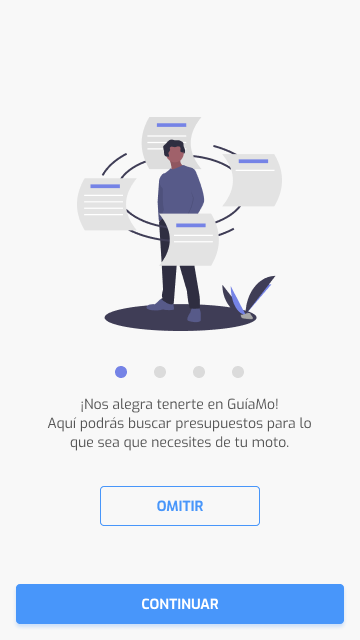 ¡Nos alegra tenerte en GuíaMo!
Aquí podrás buscar presupuestos para lo
que sea que necesites de tu moto.
OMITIR
CONTINUAR